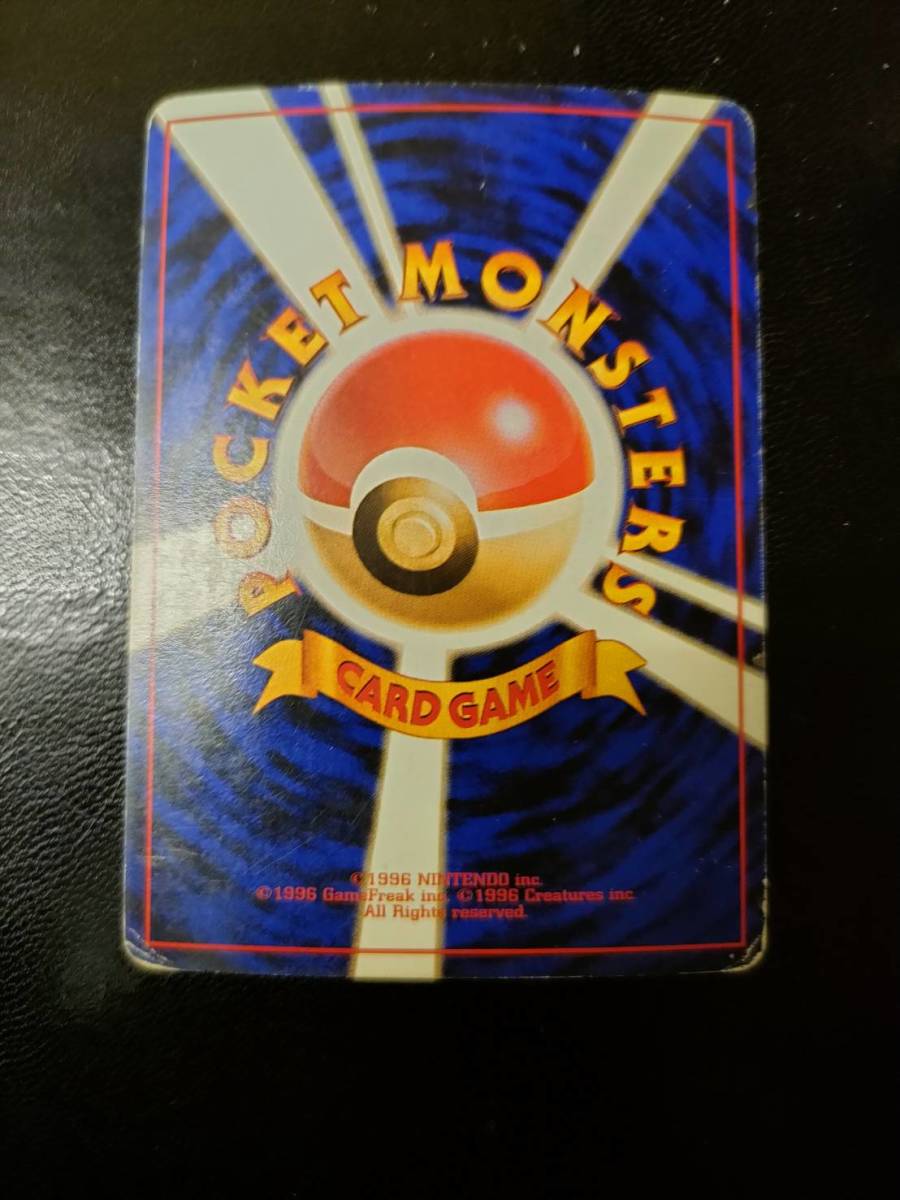 POCKET MONSTERS
CARD GAME
©1996 NINTENDO inc.
©1996 GameFreak inc. ©1996 Creatures inc.
All Rights reserved.